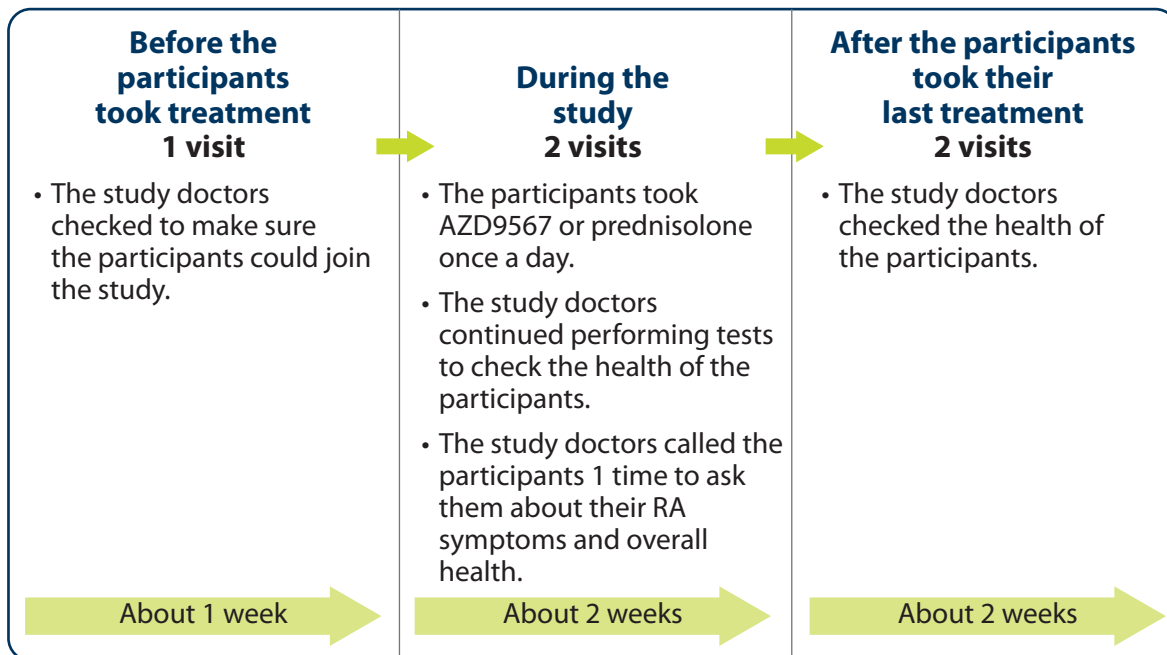 Before the
participants
took treatment
1 visit
• The study doctors
checked to make sure
the participants could join
the study.
About 1 week
During the
study
2 visits
• The participants took
AZD9567 or prednisolone
once a day.
• The study doctors
continued performing tests
to check the health of the
participants.
• The study doctors called the
participants 1 time to ask
them about their RA
symptoms and overall
health.
About 2 weeks
After the participants
took their
last treatment
2 visits
• The study doctors
checked the health of
the participants.
About 2 weeks